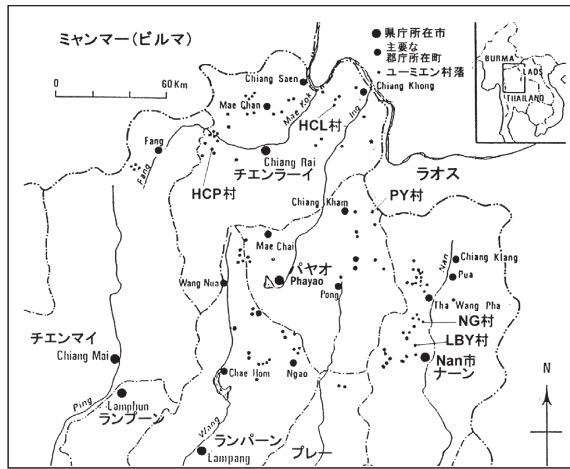 ミャンマー(ビルマ)
0 60 Km
● 県庁所在市
● 主要な
郡庁所在町
・ ユーミエン村落
BURMA
LAOS
THAILAND
Chiang Saen
Mae Chan
Mae Kok
Ing
Chiang Khong
HCL村
Fang
Fang
Chiang Rai
チエンラーイ
HCP村
ラオス
PY村
Chiang Kham
Mae Chai
Nan
Chiang Klang
Pua
パヤオ
Phayao
Wang Nua
Pong
Tha Wang Pha
NG村
チエンマイ
Chiang Mai
LBY村
Nan市
ナーン
Chae Hom
Ngao
N
Ping
Lamphun
ランプーン
Wang
ランパーン
Lampang
プレー